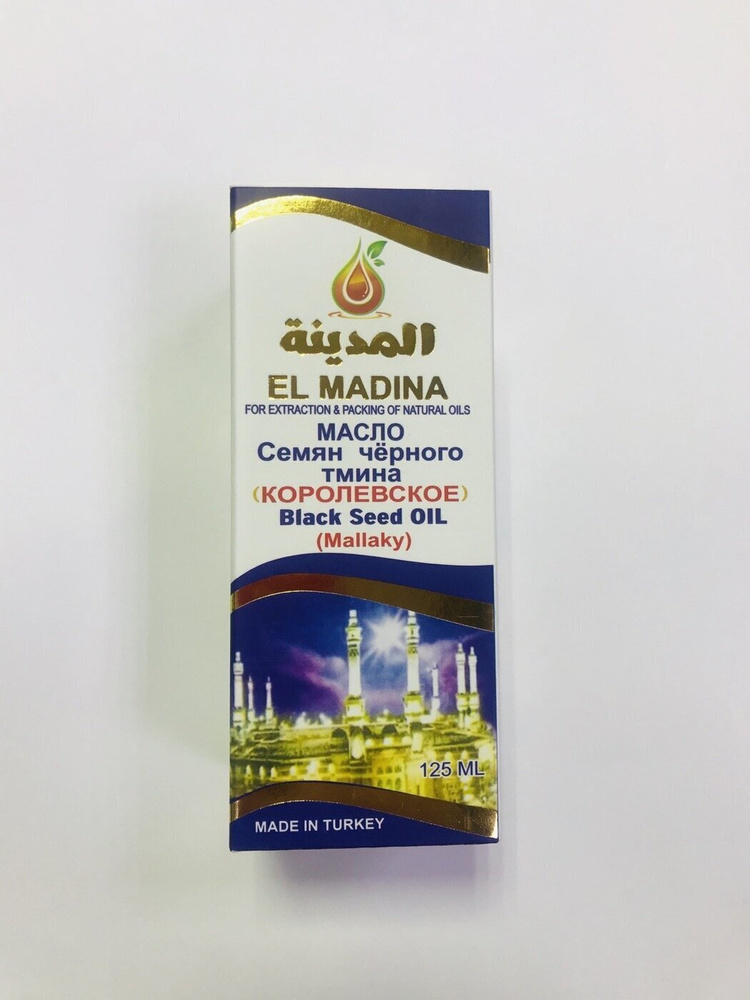 المدينة
EL MADINA
FOR EXTRACTION & PACKING OF NATURAL OILS
МАСЛО
Семян чёрного
тмина
(КОРОЛЕВСКОЕ)
Black Seed OIL
(Mallaky)
125 ML
MADE IN TURKEY